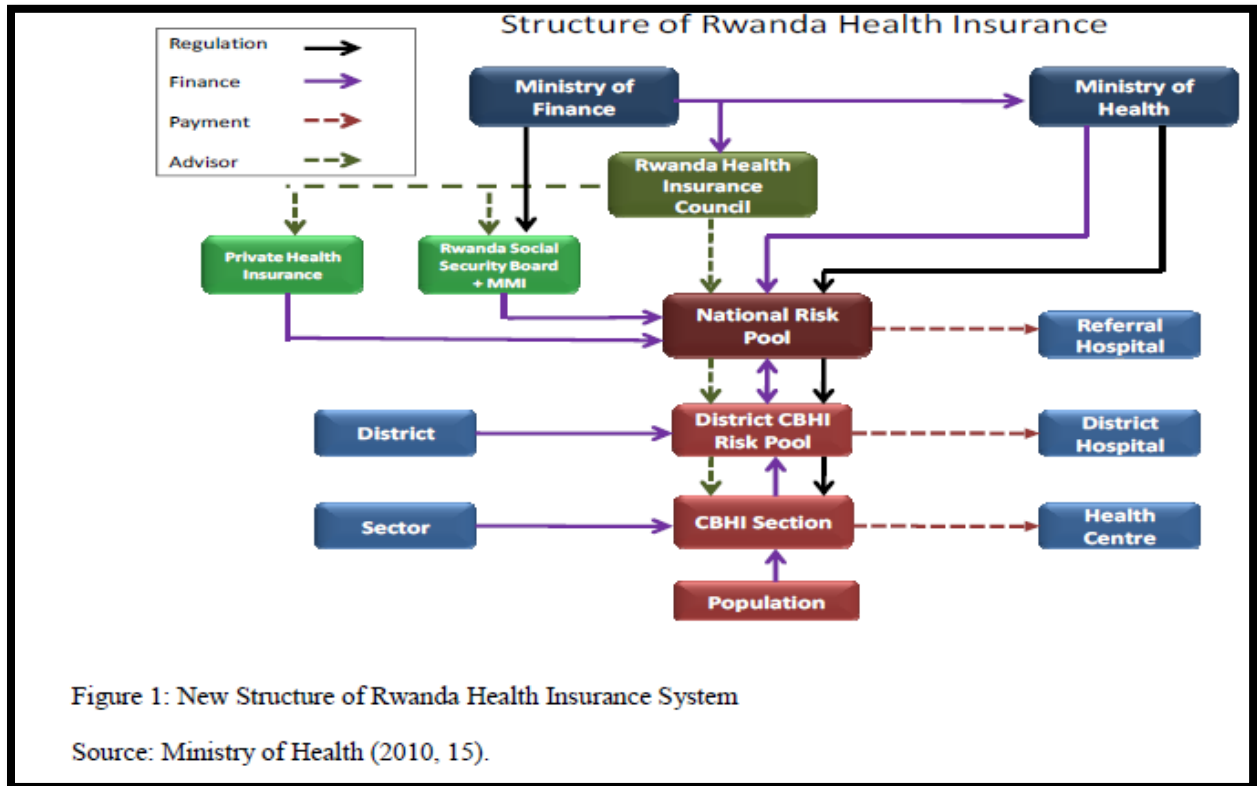 Structure of Rwanda Health Insurance
Regulation
Finance
Payment
Advisor
Ministry of
Finance
Ministry of
Health
Rwanda Health
Insurance
Council
Private Health
Insurance
Rwanda Social
Security Board
+ MMI
National Risk
Pool
Referral
Hospital
District
District CBHI
Risk Pool
District
Hospital
Sector
CBHI Section
Health
Centre
Population
Figure 1: New Structure of Rwanda Health Insurance System
Source: Ministry of Health (2010, 15).